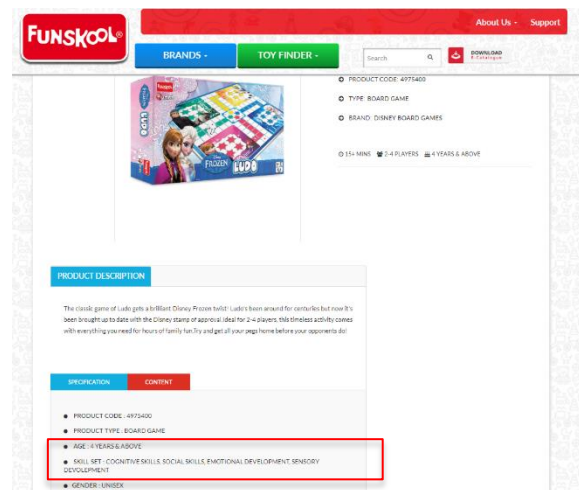 FUNSKOOL®
About Us - Support
BRANDS - TOY FINDER - Search DOWNLOAD
E-Catalogue
PRODUCT CODE: 4975400
TYPE: BOARD GAME
BRAND: DISNEY BOARD GAMES
15+ MINS 2-4 PLAYERS 4 YEARS & ABOVE
Funskool
LUDO
FROZEN LUDO
PRODUCT DESCRIPTION
The classic game of Ludo gets a brilliant Disney Frozen twist! Ludo's been around for centuries but now it's
been brought up to date with the Disney stamp of approval. Ideal for 2-4 players, this timeless activity comes
with everything you need for hours of family fun.Try and get all your pegs home before your opponents do!
SPECIFICATION CONTENT
PRODUCT CODE : 4975400
PRODUCT TYPE : BOARD GAME
AGE : 4 YEARS & ABOVE
SKILL SET : COGNITIVE SKILLS, SOCIAL SKILLS, EMOTIONAL DEVELOPMENT, SENSORY
DEVOLEPMENT
GENDER : UNISEX